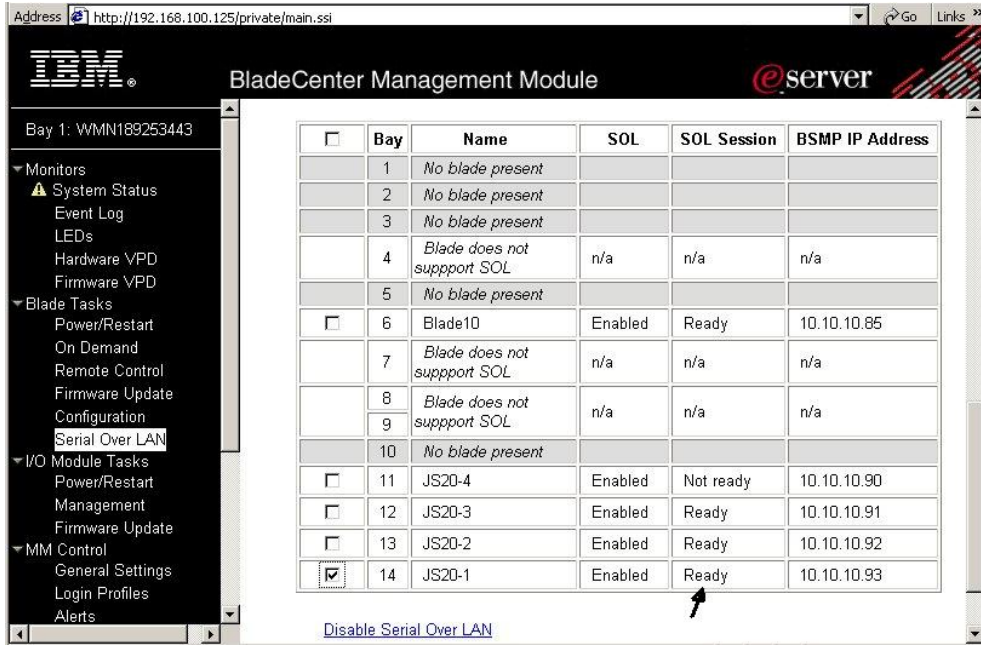 Address http://192.168.100.125/private/main.ssi Go Links »
IBM®
BladeCenter Management Module
@server
Bay 1: WMN189253443
Monitors
System Status
Event Log
LEDs
Hardware VPD
Firmware VPD
Blade Tasks
Power/Restart
On Demand
Remote Control
Firmware Update
Configuration
Serial Over LAN
I/O Module Tasks
Power/Restart
Management
Firmware Update
MM Control
General Settings
Login Profiles
Alerts
Bay Name SOL SOL Session BSMP IP Address
1 No blade present
2 No blade present
3 No blade present
4 Blade does not suppport SOL n/a n/a n/a
5 No blade present
6 Blade10 Enabled Ready 10.10.10.85
7 Blade does not suppport SOL n/a n/a n/a
8 9 Blade does not suppport SOL n/a n/a n/a
10 No blade present
11 JS20-4 Enabled Not ready 10.10.10.90
12 JS20-3 Enabled Ready 10.10.10.91
13 JS20-2 Enabled Ready 10.10.10.92
14 JS20-1 Enabled Ready 10.10.10.93
Disable Serial Over LAN